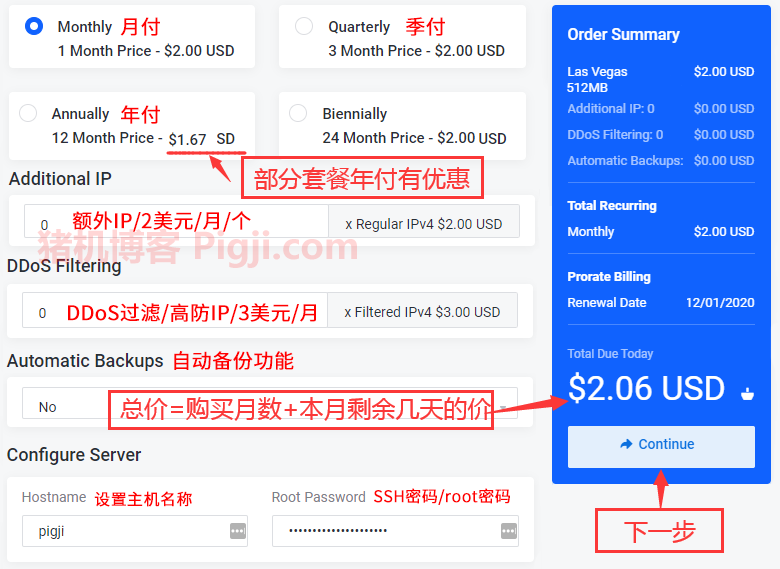 Monthly 月付
1 Month Price - $2.00 USD
Quarterly 季付
3 Month Price - $2.00 USD
Annually 年付
12 Month Price - $1.67 SD
Biennially
24 Month Price - $2.00 USD
部分套餐年付有优惠
Additional IP
0 额外IP/2美元/月/个
x Regular IPv4 $2.00 USD
猪机博客 Pigji.com
DDoS Filtering
0 DDoS过滤/高防IP/3美元/月
x Filtered IPv4 $3.00 USD
Automatic Backups 自动备份功能
No
总价=购买月数+本月剩余几天的价
Configure Server
Hostname 设置主机名称
pigji
Root Password SSH密码/root密码
••••••••••••••••••••
Order Summary
Las Vegas $2.00 USD
512MB
Additional IP: 0 $0.00 USD
DDoS Filtering: 0 $0.00 USD
Automatic Backups: $0.00 USD
Total Recurring
Monthly $2.00 USD
Prorate Billing
Renewal Date 12/01/2020
Total Due Today
$2.06 USD
Continue
下一步